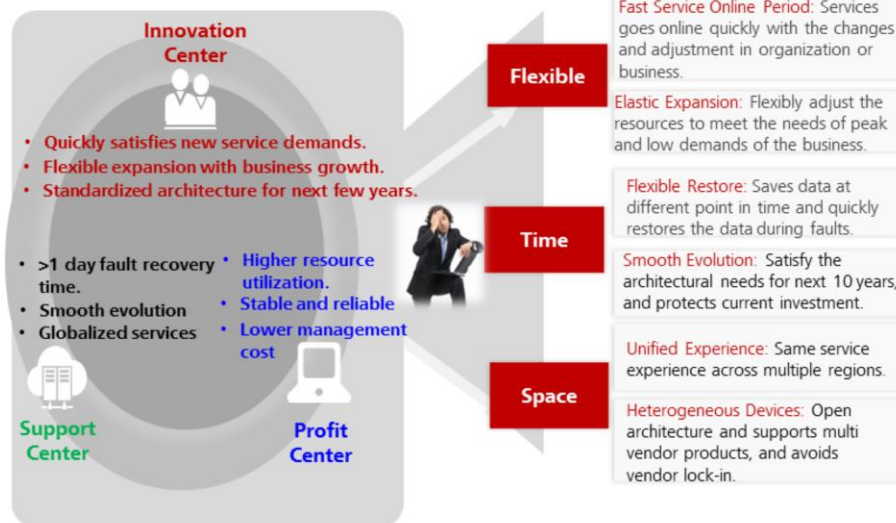 Innovation
Center
• Quickly satisfies new service demands.
• Flexible expansion with business growth.
• Standardized architecture for next few years.
• >1 day fault recovery
time.
• Smooth evolution
• Globalized services
• Higher resource
utilization.
• Stable and reliable
• Lower management
cost
Support
Center
Profit
Center
Flexible
Fast Service Online Period: Services
goes online quickly with the changes
and adjustment in organization or
business.
Elastic Expansion: Flexibly adjust the
resources to meet the needs of peak
and low demands of the business.
Time
Flexible Restore: Saves data at
different point in time and quickly
restores the data during faults.
Smooth Evolution: Satisfy the
architectural needs for next 10 years,
and protects current investment.
Space
Unified Experience: Same service
experience across multiple regions.
Heterogeneous Devices: Open
architecture and supports multi
vendor products, and avoids
vendor lock-in.